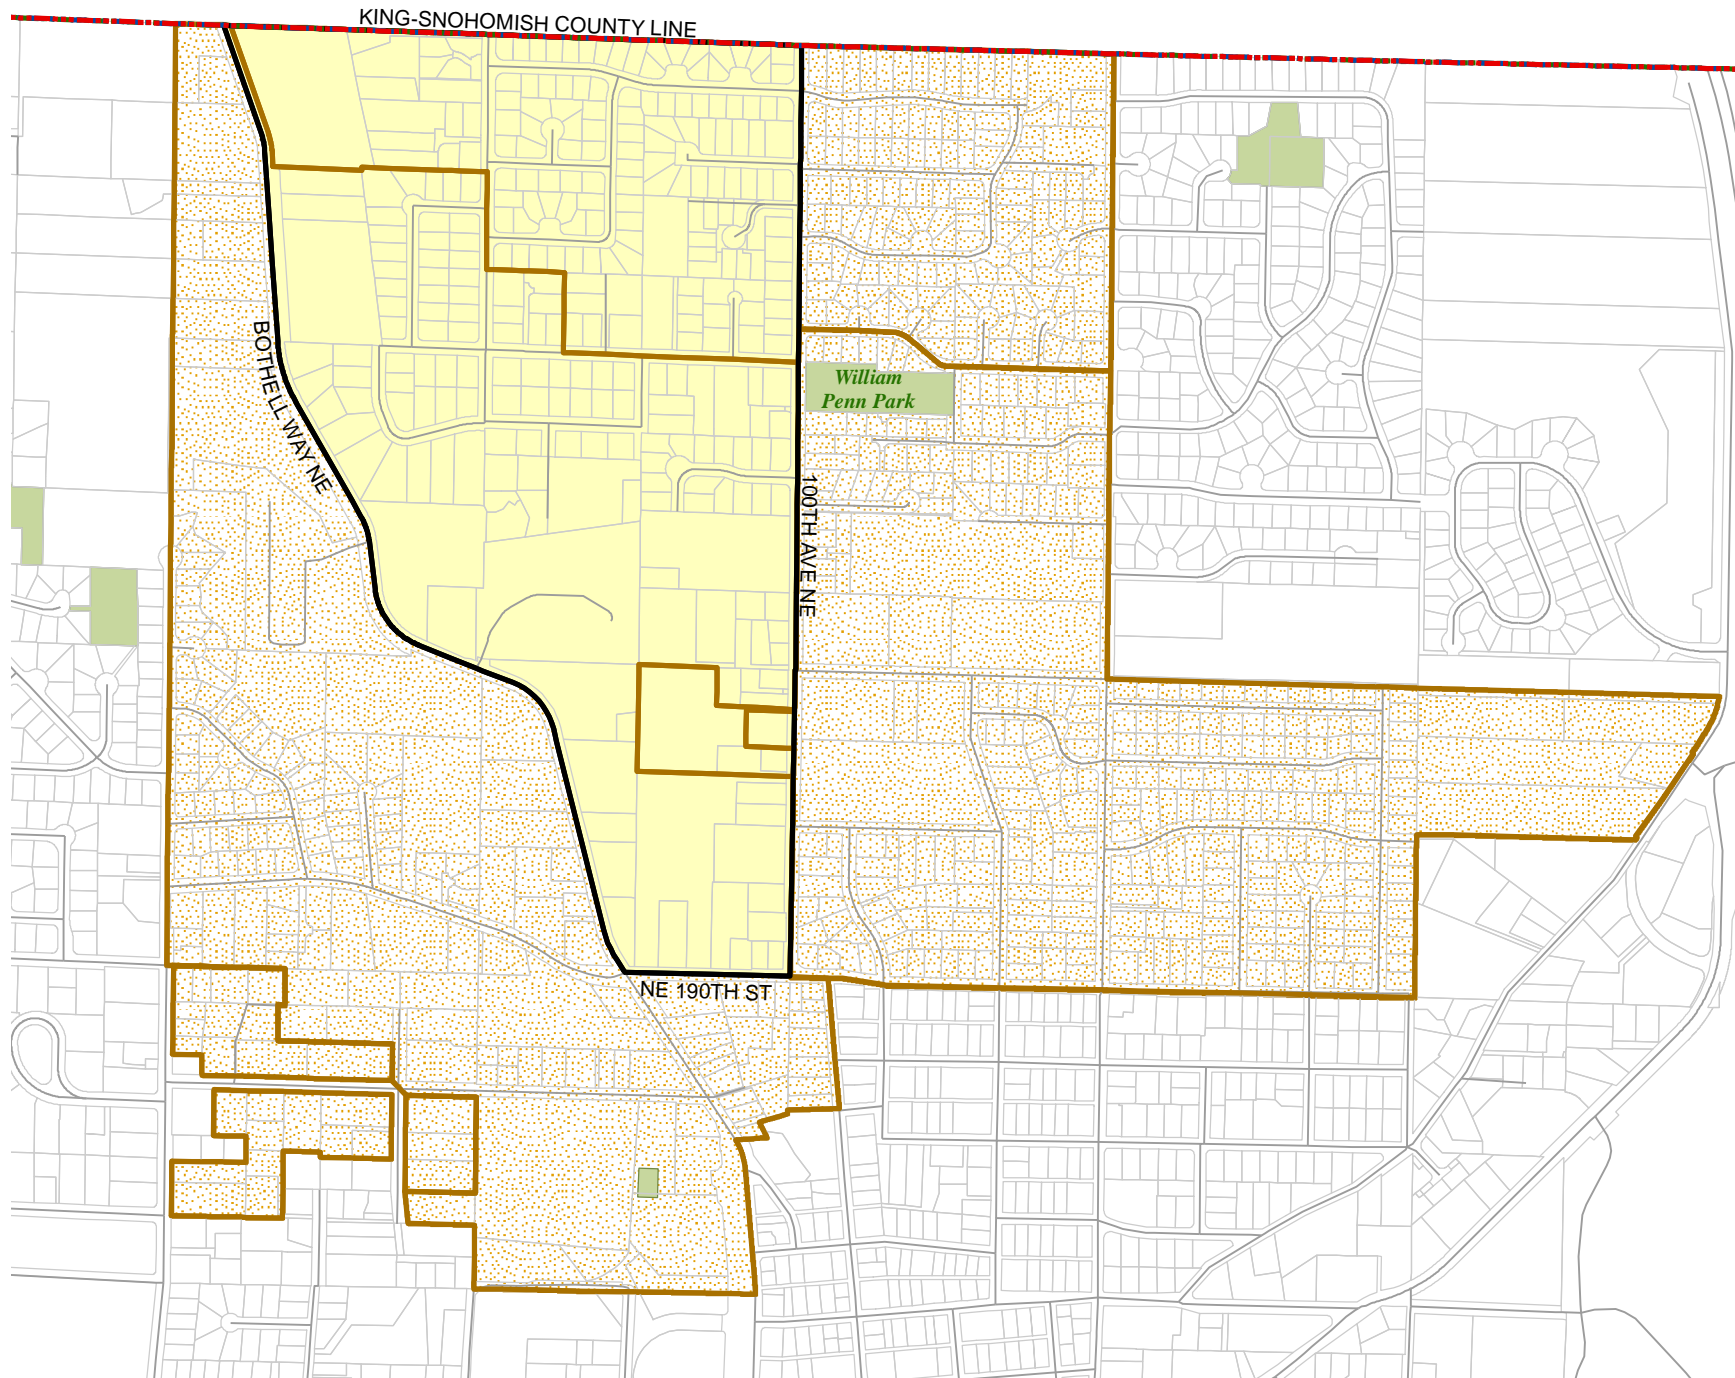 KING-SNOHOMISH COUNTY LINE
BOTHELL WAY NE
William
Penn Park
100TH AVE NE
NE 190TH ST